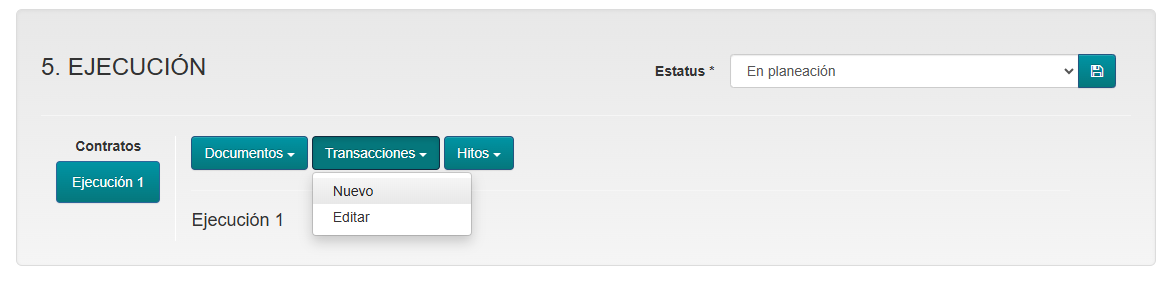 5. EJECUCIÓN
Estatus *
En planeación
Contratos
Ejecución 1
Documentos
Transacciones
Hitos
Nuevo
Editar
Ejecución 1